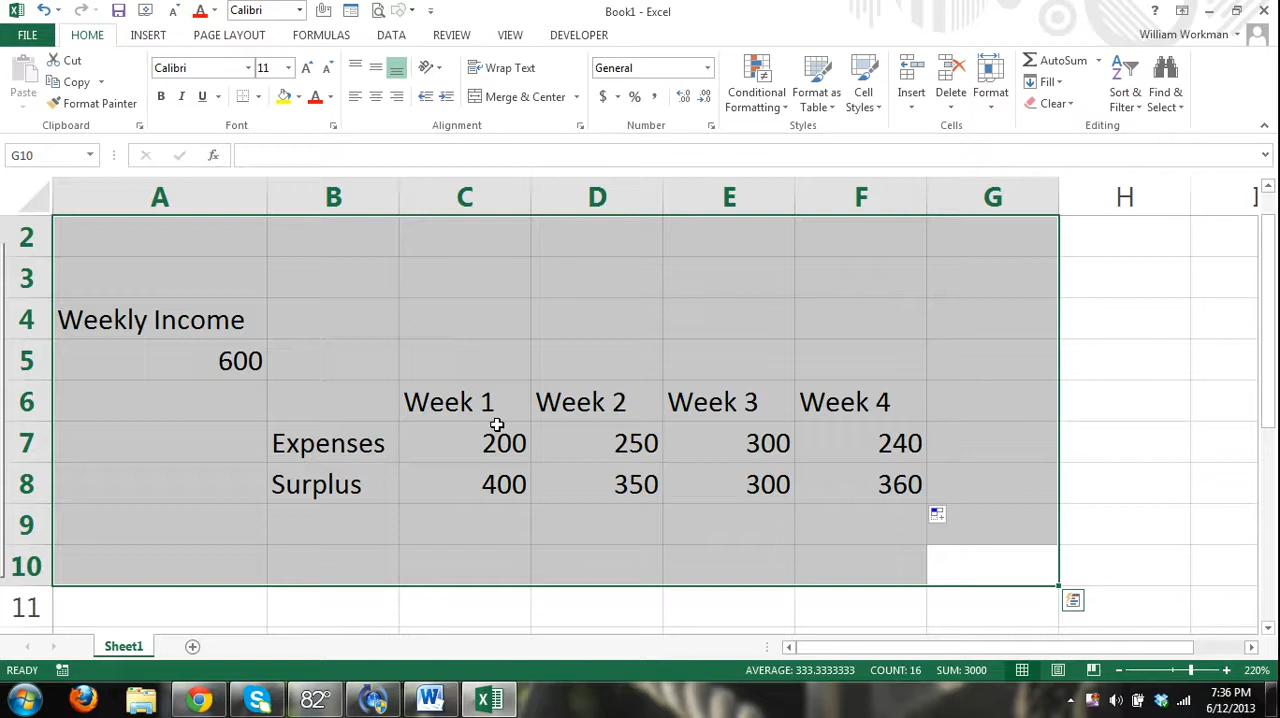 Calibri
Book1 - Excel
?
FILE HOME INSERT PAGE LAYOUT FORMULAS DATA REVIEW VIEW DEVELOPER William Workman
Paste Cut Copy Format Painter
Calibri 11
B I U
Wrap Text
Merge & Center
General
$ % ,
Conditional Formatting
Format as Table
Cell Styles
Insert Delete Format
AutoSum Fill Clear
Sort & Filter
Find & Select
Clipboard Font Alignment Number Styles Cells Editing
G10 fx
A B C D E F G H I
2
3
4 Weekly Income
5 600
6 Week 1 Week 2 Week 3 Week 4
7 Expenses 200 250 300 240
8 Surplus 400 350 300 360
9
10
11
Sheet1
READY AVERAGE: 333.3333333 COUNT: 16 SUM: 3000 220%
82° 7:36 PM
6/12/2013